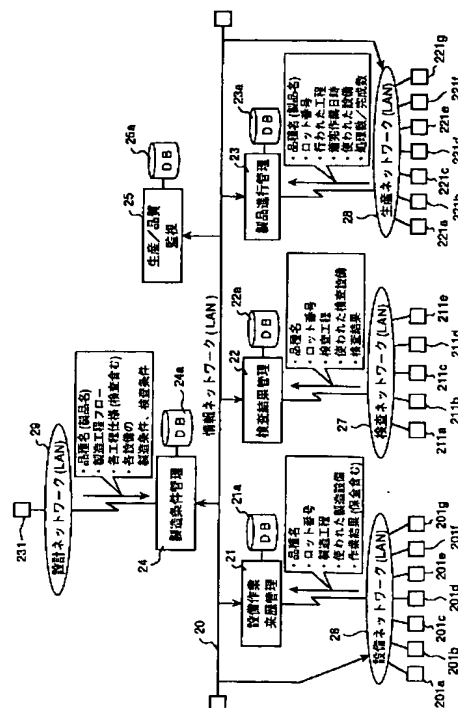 231
29
設計ネットワーク(LAN)
・品種名(製品名)
・製造工程フロー
・各工程仕様(検査含む)
・各設備の
製造条件、検査条件
24
製造条件管理
24a
DB
25
生産/品質
監視
26a
DB
20
情報ネットワーク(LAN)
21
設備作業
来歴管理
21a
DB
・品種名
・ロット番号
・製造工程
・使われた製造設備
・作業結果(保全含む)
22
検査結果管理
22a
DB
・品種名
・ロット番号
・検査工程
・使われた検査設備
・検査結果
23
製品進行管理
23a
DB
・品種名(製品名)
・ロット番号
・行われた工程
・着完作業日時
・使われた設備
・処理数/完成数
26
設備ネットワーク(LAN)
201a
201b
201c
201d
201e
201f
201g
27
検査ネットワーク(LAN)
211a
211b
211c
211d
211e
28
生産ネットワーク(LAN)
221a
221b
221c
221d
221e
221f
221g